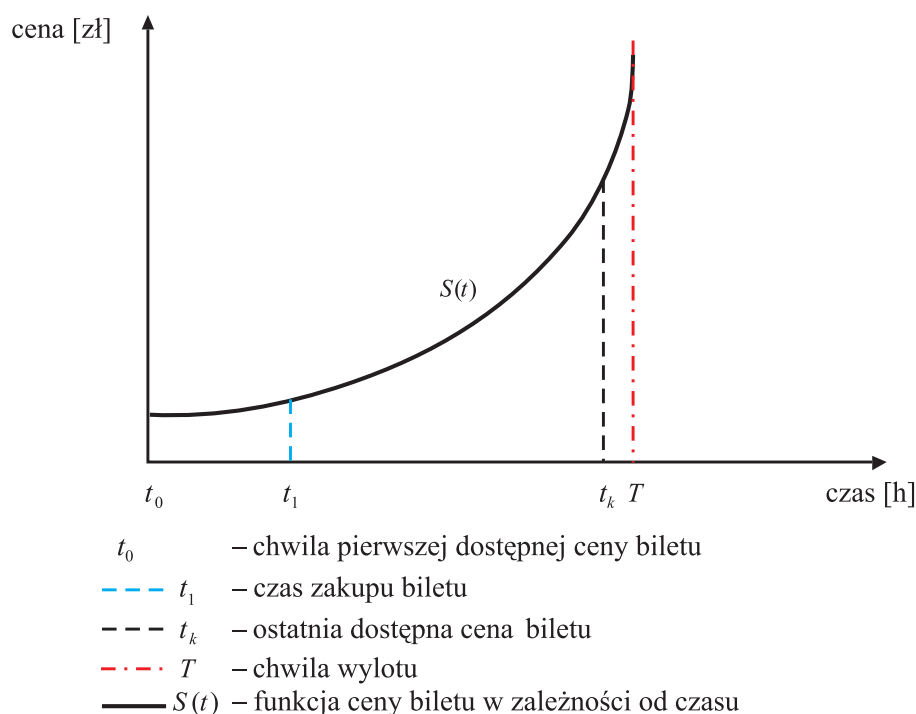 cena [zł]
S(t)
t₀ t₁ tₖ T czas [h]
t₀ – chwila pierwszej dostępnej ceny biletu
t₁ – czas zakupu biletu
tₖ – ostatnia dostępna cena biletu
T – chwila wylotu
S(t) – funkcja ceny biletu w zależności od czasu